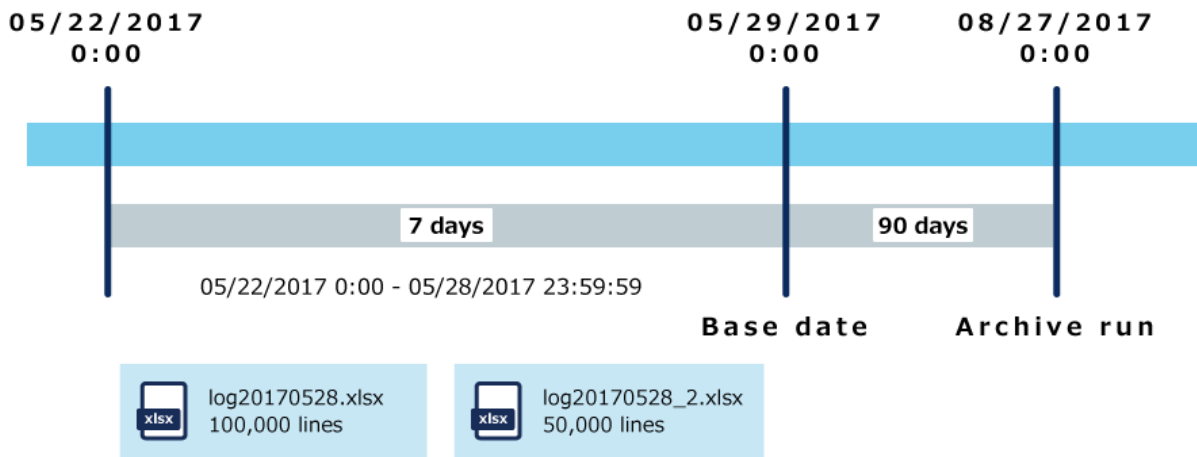 05/22/2017
0:00
05/29/2017
0:00
08/27/2017
0:00
7 days
90 days
05/22/2017 0:00 - 05/28/2017 23:59:59
Base date
Archive run
xlsx
log20170528.xlsx
100,000 lines
xlsx
log20170528_2.xlsx
50,000 lines